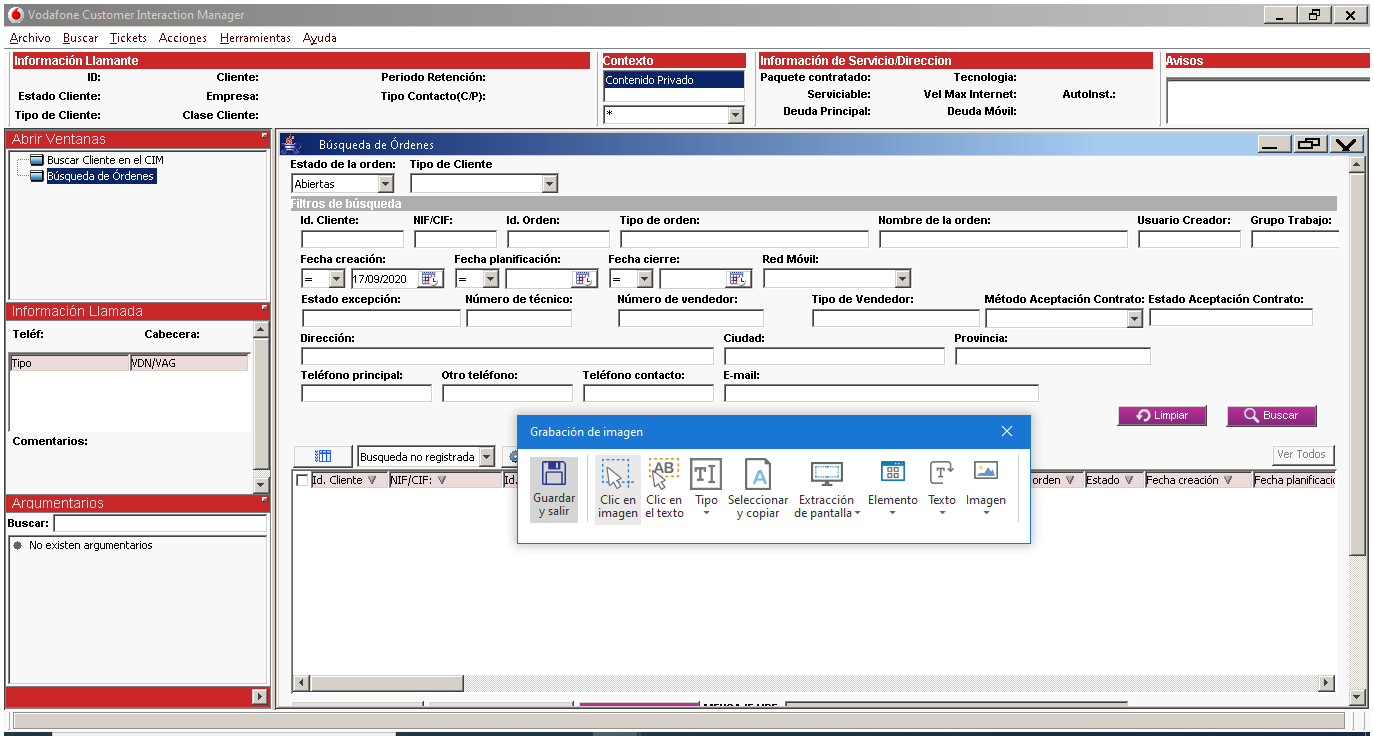 Vodafone Customer Interaction Manager
Archivo Buscar Tickets Acciones Herramientas Ayuda
Información Llamante
ID: Cliente: Periodo Retención:
Estado Cliente: Empresa: Tipo Contacto(C/P):
Tipo de Cliente: Clase Cliente:
Contexto
Contenido Privado
*
Información de Servicio/Direccion
Paquete contratado: Tecnologia:
Serviciable: Vel Max Internet: AutoInst.:
Deuda Principal: Deuda Móvil:
Avisos
Abrir Ventanas
Buscar Cliente en el CIM
Búsqueda de Órdenes
Información Llamada
Teléf: Cabecera:
Tipo VDN/VAG
Comentarios:
Argumentarios
Buscar:
No existen argumentarios
Búsqueda de Órdenes
Estado de la orden: Tipo de Cliente
Abiertas
Filtros de búsqueda
Id. Cliente: NIF/CIF: Id. Orden: Tipo de orden: Nombre de la orden: Usuario Creador: Grupo Trabajo:
Fecha creación: Fecha planificación: Fecha cierre: Red Móvil:
= 17/09/2020 = =
Estado excepción: Número de técnico: Número de vendedor: Tipo de Vendedor: Método Aceptación Contrato: Estado Aceptación Contrato:
Dirección: Ciudad: Provincia:
Teléfono principal: Otro teléfono: Teléfono contacto: E-mail:
Limpiar Buscar
Busqueda no registrada Ver Todos
Id. Cliente NIF/CIF: Id. orden Estado Fecha creación Fecha planificació
Grabación de imagen
Guardar y salir
Clic en imagen
Clic en el texto
Tipo
Seleccionar y copiar
Extracción de pantalla
Elemento
Texto
Imagen